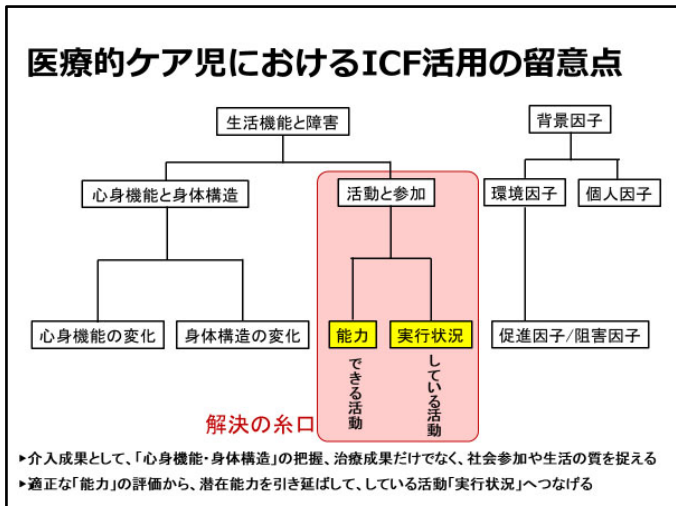 医療的ケア児におけるICF活用の留意点
生活機能と障害
背景因子
心身機能と身体構造
活動と参加
環境因子
個人因子
心身機能の変化
身体構造の変化
能力
実行状況
促進因子/阻害因子
できる活動
している活動
解決の糸口
▶介入成果として、「心身機能・身体構造」の把握、治療成果だけでなく、社会参加や生活の質を捉える
▶適正な「能力」の評価から、潜在能力を引き延ばして、している活動「実行状況」へつなげる